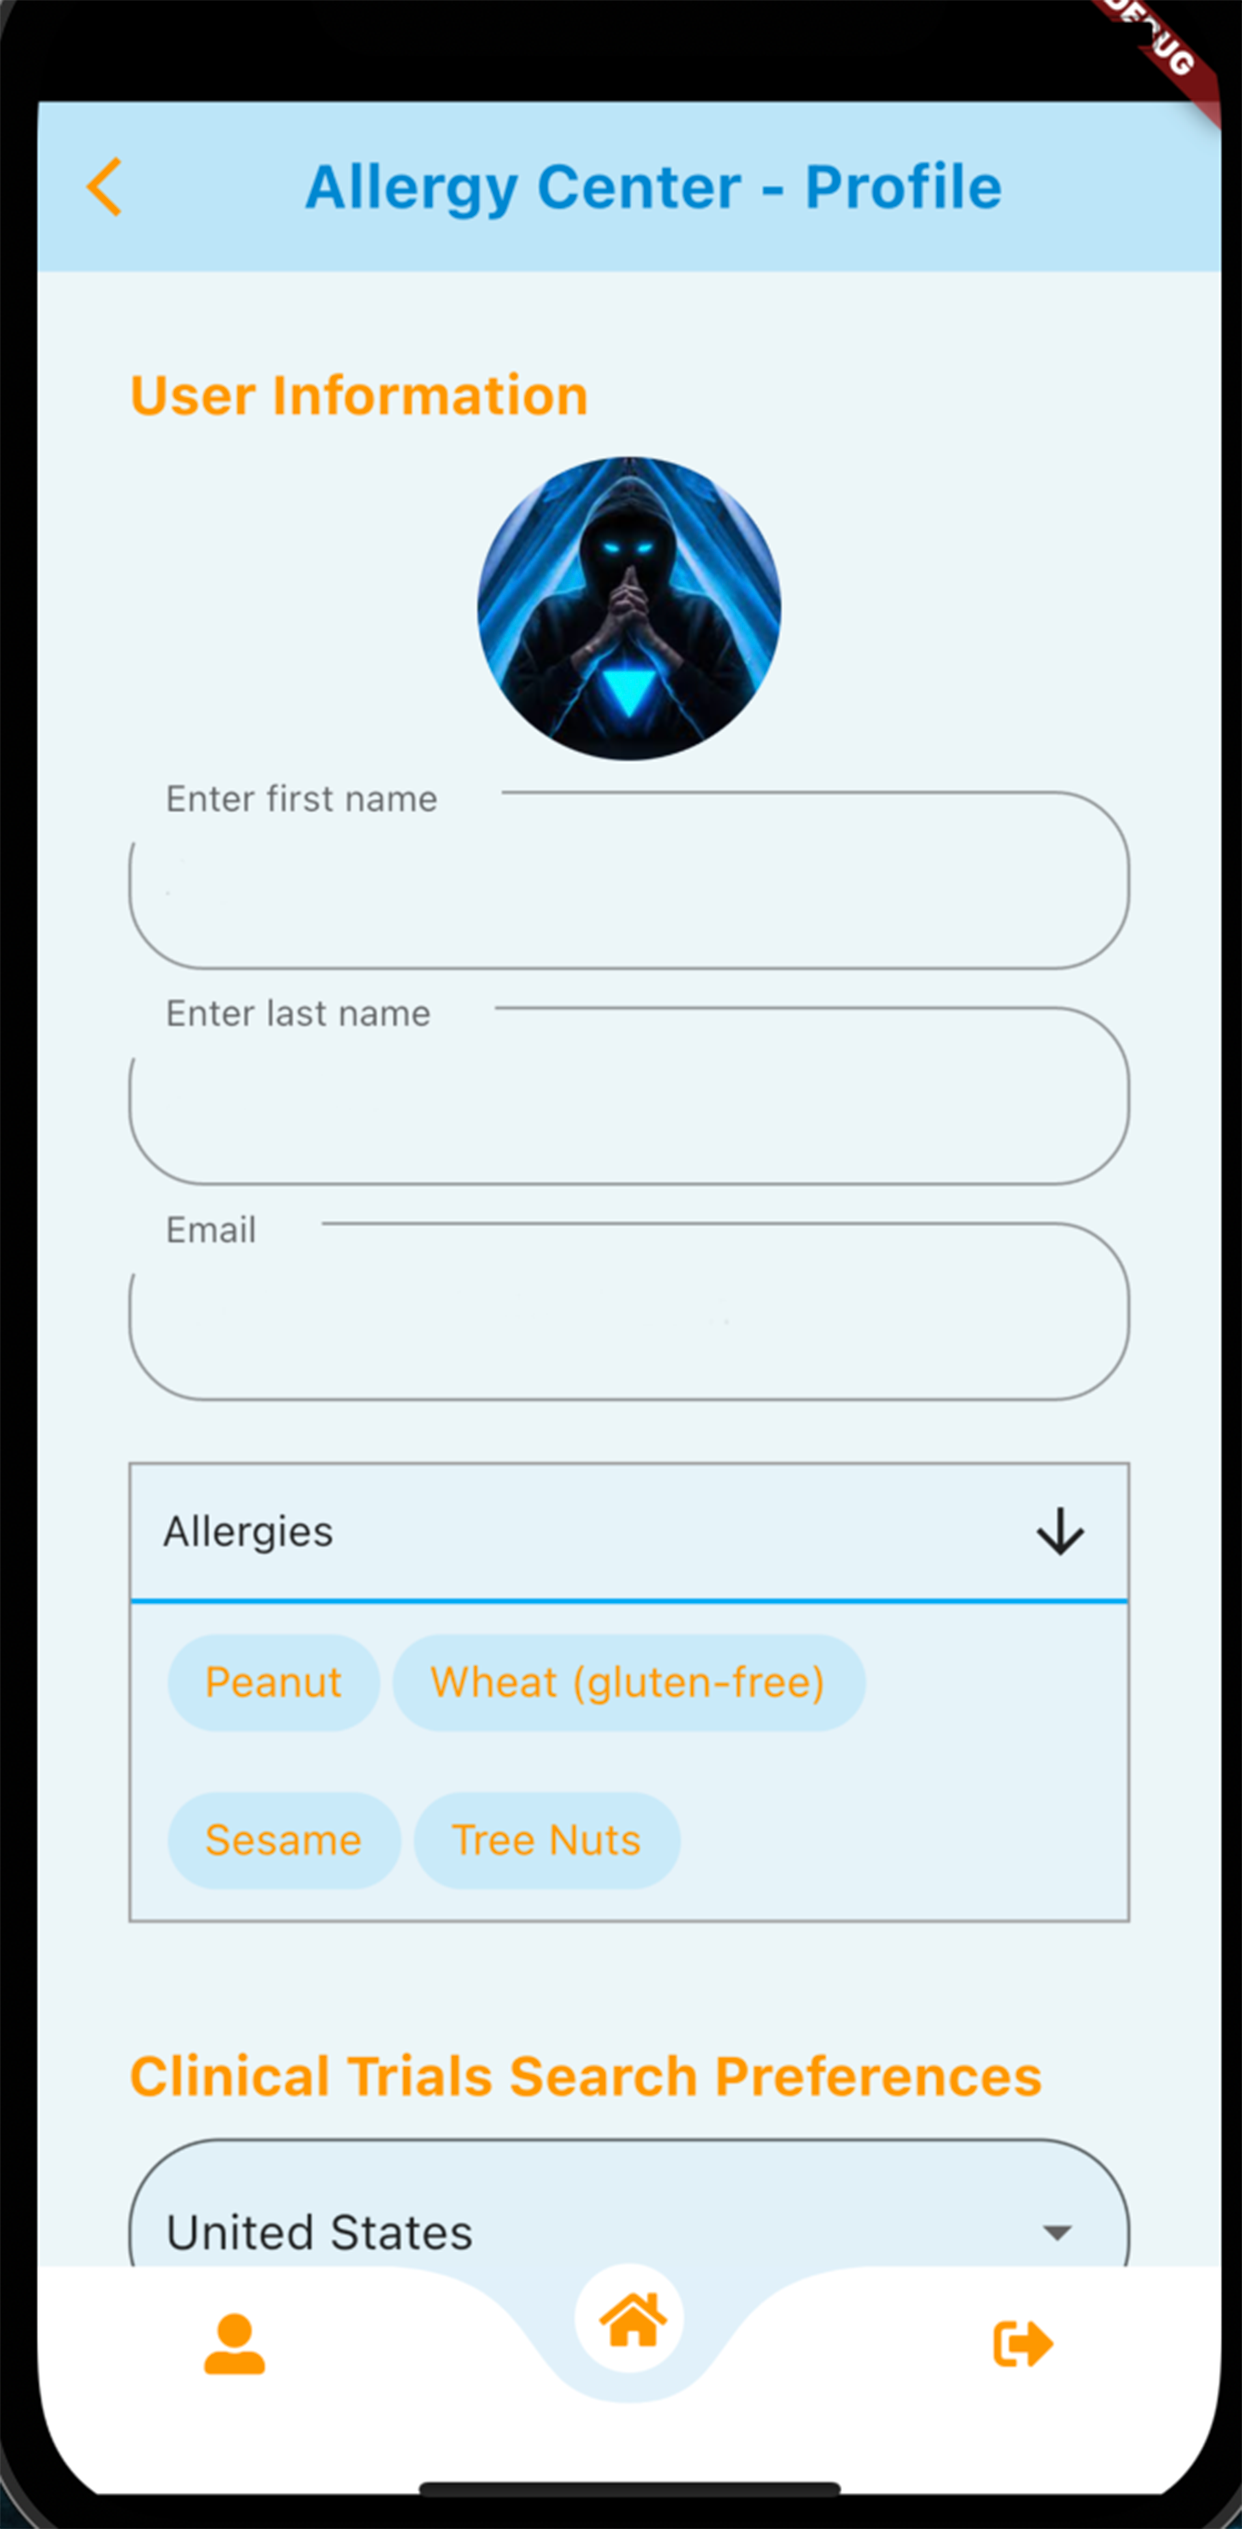 DEBUG
Allergy Center - Profile
User Information
Enter first name
Enter last name
Email
Allergies
Peanut
Wheat (gluten-free)
Sesame
Tree Nuts
Clinical Trials Search Preferences
United States